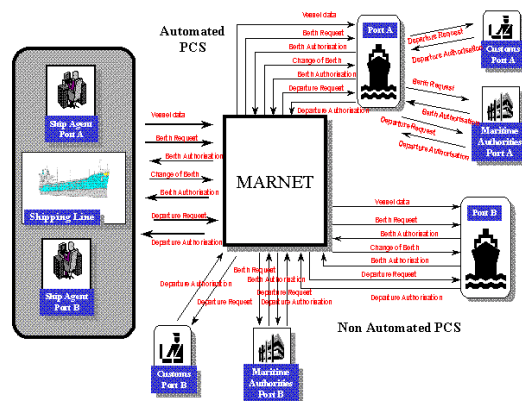 Automated
PCS
Vessel data
Berth Request
Berth Authorisation
Change of Berth
Berth Authorisation
Departure Request
Departure Authorisation
Port A
Departure Request
Departure Authorisation
Customs
Port A
Berth Request
Berth Authorisation
Departure Request
Departure Authorisation
Maritime
Authorities
Port A
Ship Agent
Port A
Shipping Line
Ship Agent
Port B
Vessel data
Berth Request
Berth Authorisation
Change of Berth
Berth Authorisation
Departure Request
Departure Authorisation
MARNET
Vessel data
Berth Request
Berth Authorisation
Change of Berth
Berth Authorisation
Departure Request
Departure Authorisation
Port B
Departure Authorisation
Departure Request
Berth Request
Berth Authorisation
Departure Request
Departure Authorisation
Non Automated PCS
Customs
Port B
Maritime
Authorities
Port B